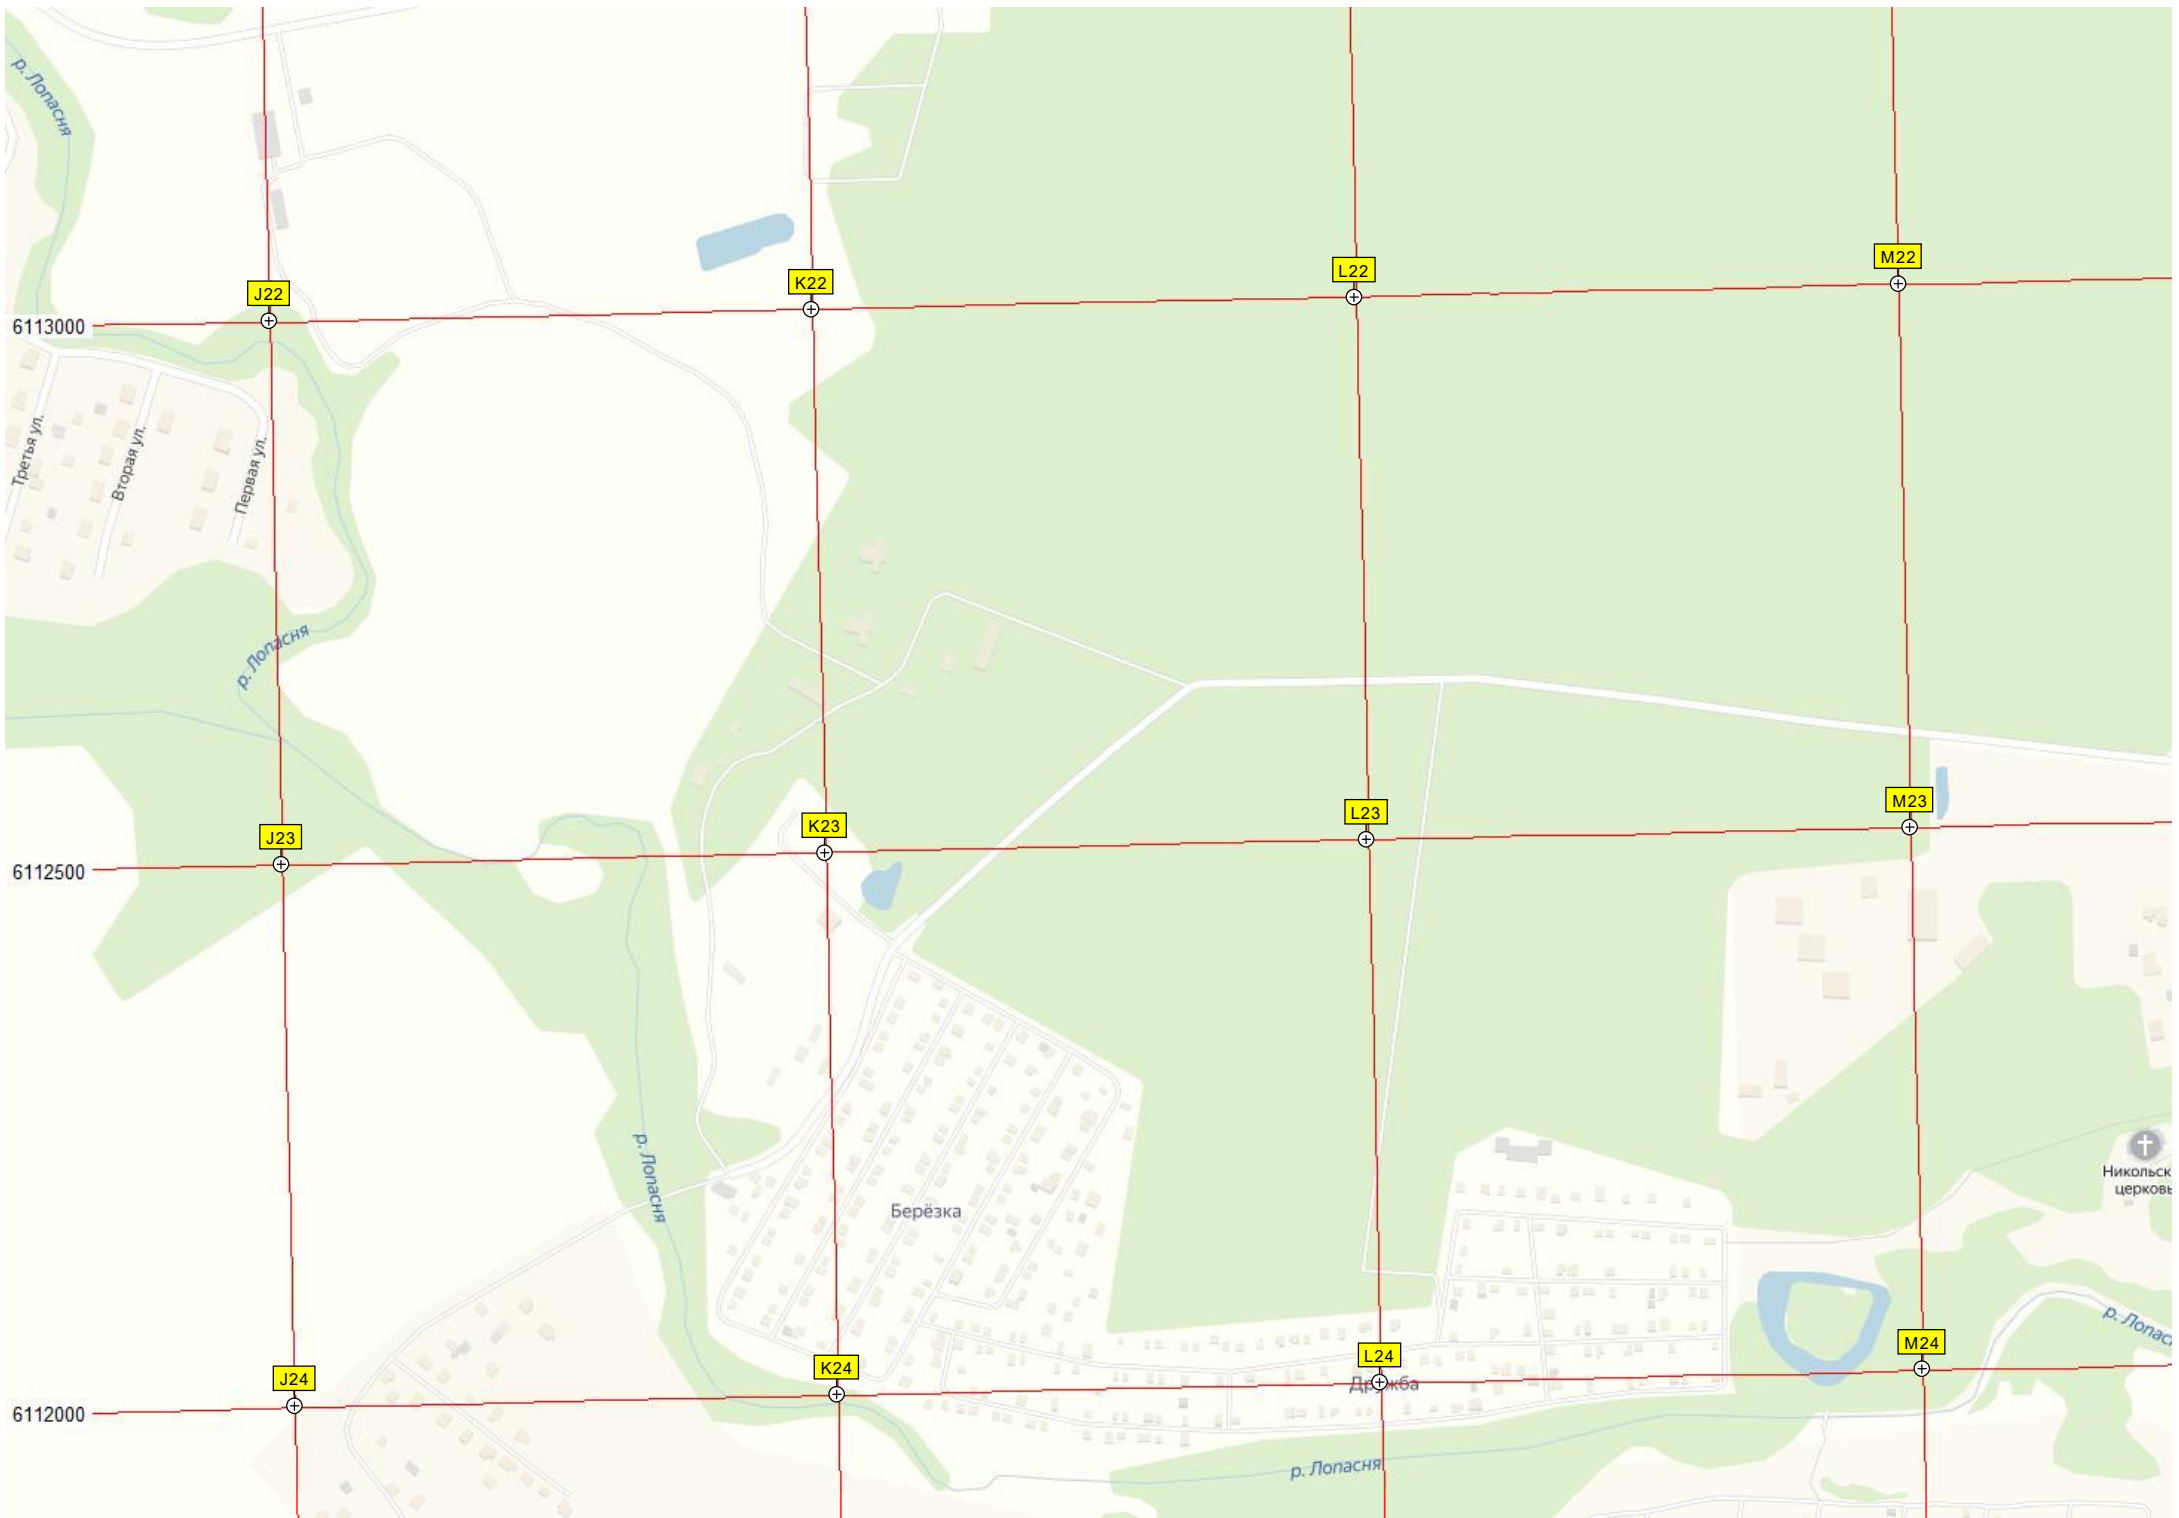 р. Лопасня
M22
L22
K22
J22
6113000
Третья ул.
Вторая ул.
Первая ул.
р. Лопасня
M23
L23
K23
J23
6112500
р. Лопасня
Никольск
церковь
Берёзка
р. Лопас
M24
L24
K24
J24
Дружба
6112000
р. Лопасня